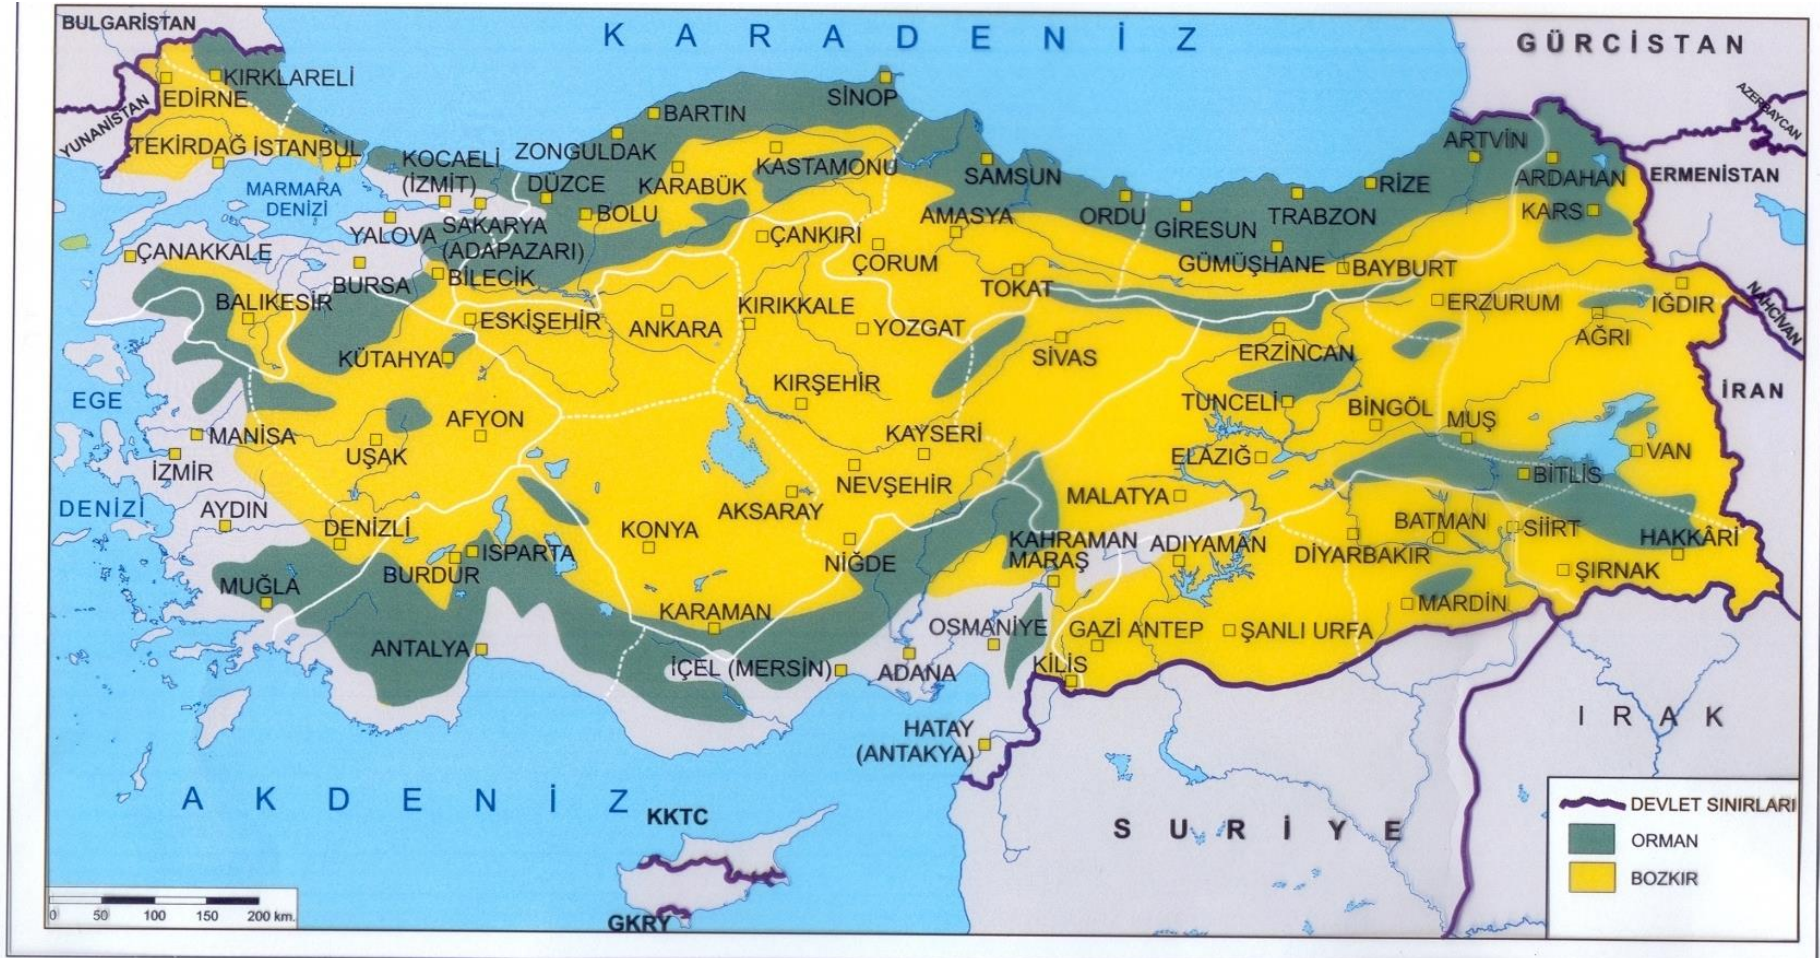 BULGARİSTAN
K A R A D E N İ Z
GÜRCİSTAN
AZERBAYCAN
YUNANİSTAN
KIRKLARELİ
EDİRNE
TEKİRDAĞ
İSTANBUL
MARMARA
DENİZİ
KOCAELİ
(İZMİT)
YALOVA
SAKARYA
(ADAPAZARI)
DÜZCE
ZONGULDAK
BARTIN
KARABÜK
BOLU
KASTAMONU
SİNOP
SAMSUN
AMASYA
ORDU
GİRESUN
TRABZON
RİZE
ARTVİN
ARDAHAN
KARS
ERMENİSTAN
GÜMÜŞHANE
BAYBURT
ÇANAKKALE
BURSA
BİLECİK
BALIKESİR
ESKİŞEHİR
KÜTAHYA
ANKARA
ÇANKIRI
ÇORUM
KIRIKKALE
YOZGAT
TOKAT
SİVAS
ERZİNCAN
ERZURUM
AĞRI
IĞDIR
NAHCİVAN
İRAN
EGE
DENİZİ
MANİSA
İZMİR
UŞAK
AFYON
KIRŞEHİR
KAYSERİ
NEVŞEHİR
AKSARAY
TUNCELİ
BİNGÖL
MUŞ
ELAZIĞ
BİTLİS
VAN
MALATYA
AYDIN
DENİZLİ
MUĞLA
BURDUR
ISPARTA
KONYA
NİĞDE
KARAMAN
ANTALYA
İÇEL (MERSİN)
ADANA
OSMANİYE
KAHRAMAN
MARAŞ
ADIYAMAN
DİYARBAKIR
BATMAN
SİİRT
HAKKÂRİ
ŞIRNAK
MARDİN
ŞANLI URFA
GAZİ ANTEP
KİLİS
HATAY
(ANTAKYA)
A K D E N İ Z
KKTC
GKRY
S U R İ Y E
I R A K
DEVLET SINIRLARI
ORMAN
BOZKIR
0 50 100 150 200 km.